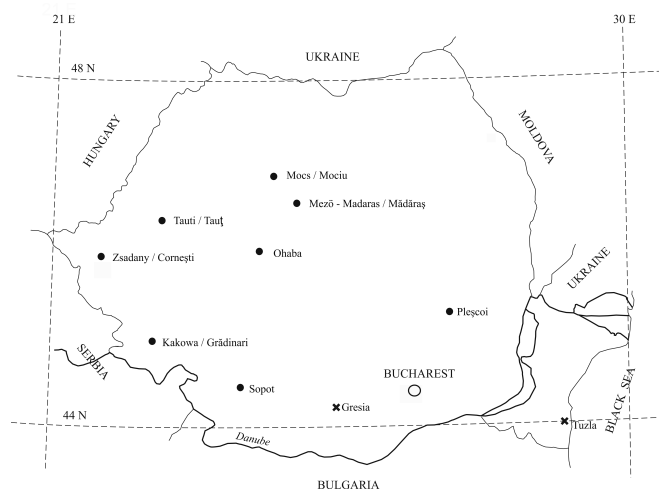 21 E
30 E
UKRAINE
48 N
HUNGARY
MOLDOVA
Mocs / Mociu
Mezō - Madaras / Mădăraş
Tauti / Tauţ
Zsadany / Corneşti
Ohaba
UKRAINE
Pleşcoi
Kakowa / Grădinari
SERBIA
BUCHAREST
Sopot
Gresia
BLACK SEA
44 N
Tuzla
Danube
BULGARIA